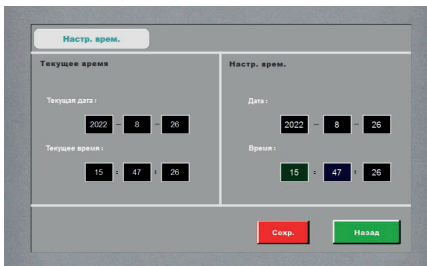 Настр. врем.
Текущее время
Текущая дата :
2022 - 8 - 26
Текущее время :
15 : 47 : 26
Настр. врем.
Дата :
2022 - 8 - 26
Время :
15 : 47 : 26
Сохр.
Назад